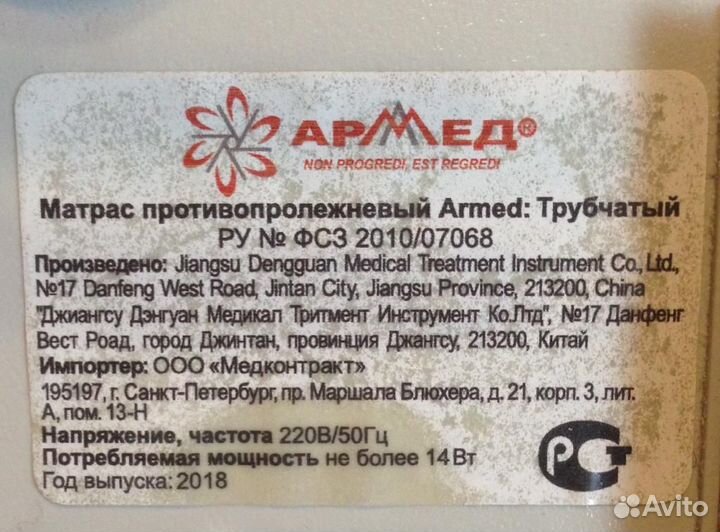 АРМЕД®
NON PROGREDI, EST REGREDI
Матрас противопролежневый Armed: Трубчатый
РУ № ФСЗ 2010/07068
Произведено: Jiangsu Dengguan Medical Treatment Instrument Co., Ltd.,
№17 Danfeng West Road, Jintan City, Jiangsu Province, 213200, China
"Джиангсу Дэнгуан Медикал Тритмент Инструмент Ко.Лтд", №17 Данфенг
Вест Роад, город Джинтан, провинция Джангсу, 213200, Китай
Импортер: ООО «Медконтракт»
195197, г. Санкт-Петербург, пр. Маршала Блюхера, д. 21, корп. 3, лит.
А, пом. 13-Н
Напряжение, частота 220В/50Гц
Потребляемая мощность не более 14Вт
Год выпуска: 2018
РСТ
Avito